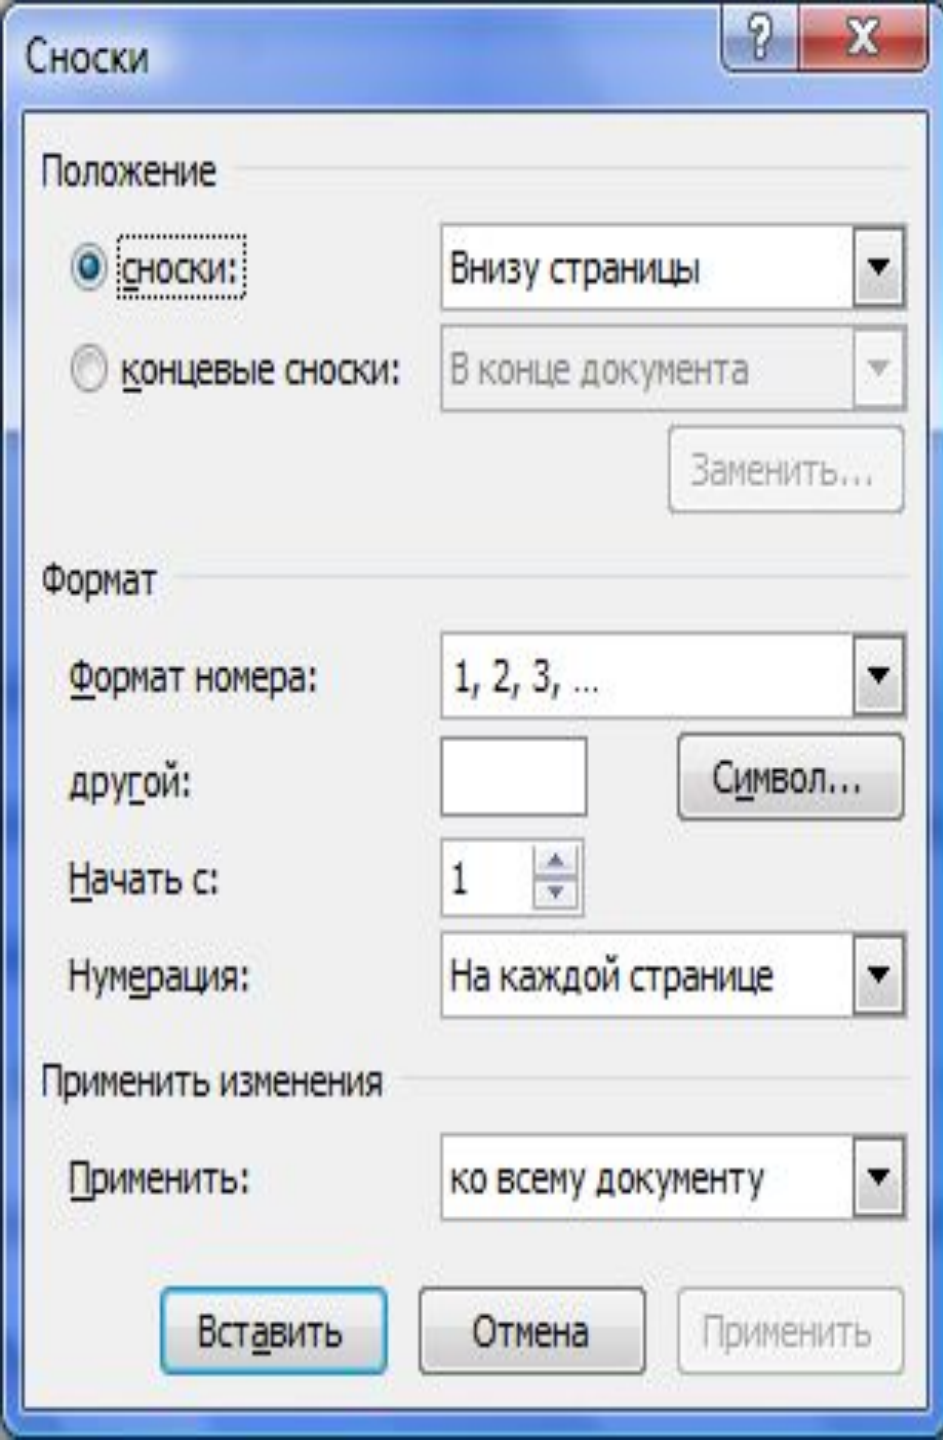 Сноски
Положение
сноски: Внизу страницы
концевые сноски: В конце документа
Заменить...
Формат
Формат номера: 1, 2, 3, ...
другой: Символ...
Начать с: 1
Нумерация: На каждой странице
Применить изменения
Применить: ко всему документу
Вставить Отмена Применить